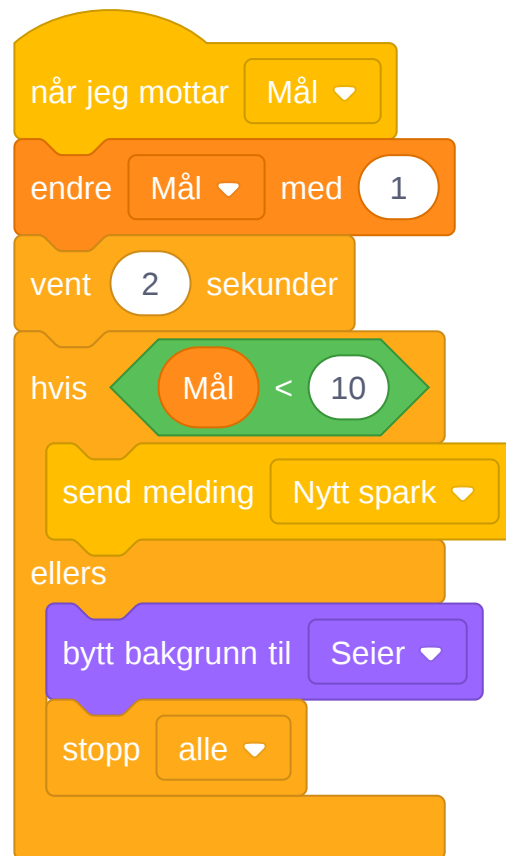 når jeg mottar Mål
endre Mål med 1
vent 2 sekunder
hvis Mål < 10
send melding Nytt spark
ellers
bytt bakgrunn til Seier
stopp alle